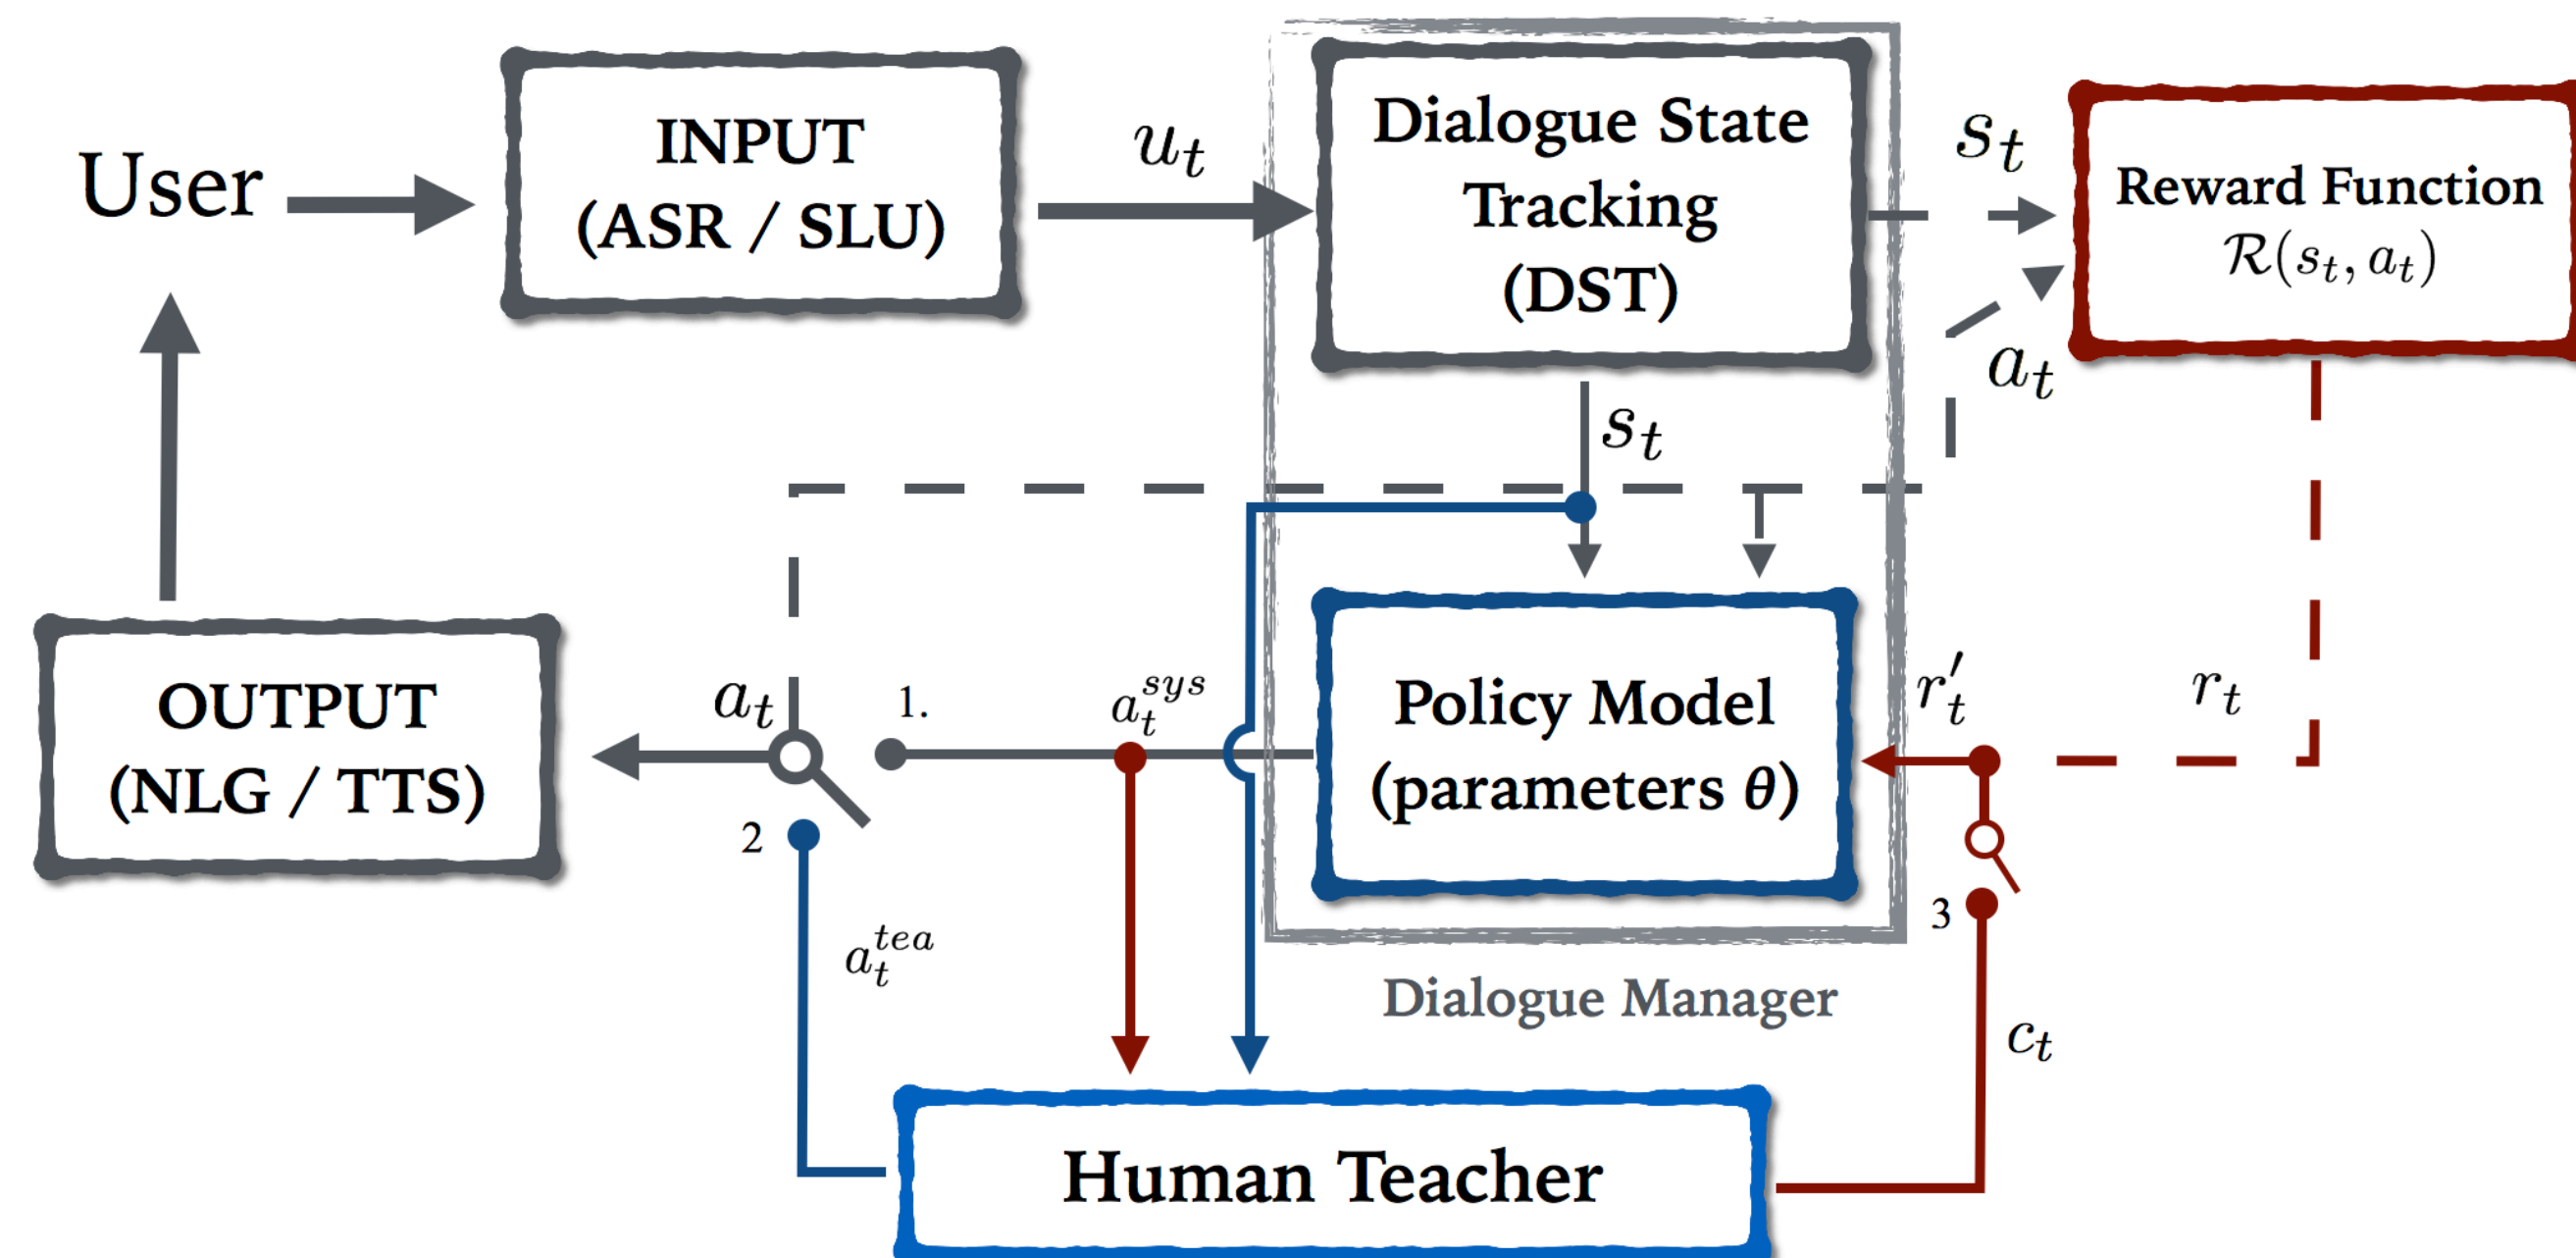 User
INPUT
(ASR / SLU)
u_t
Dialogue State
Tracking
(DST)
s_t
Reward Function
ℛ(s_t, a_t)
a_t
s_t
OUTPUT
(NLG / TTS)
a_t
1.
a_t^{sys}
Policy Model
(parameters θ)
r'_t
r_t
2
a_t^{tea}
3
Dialogue Manager
c_t
Human Teacher